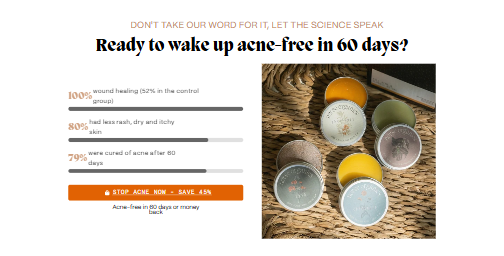 DON'T TAKE OUR WORD FOR IT, LET THE SCIENCE SPEAK
Ready to wake up acne-free in 60 days?
100% wound healing (52% in the control
group)
80% had less rash, dry and itchy
skin
79% were cured of acne after 60
days
STOP ACNE NOW - SAVE 45%
Acne-free in 60 days or money
back